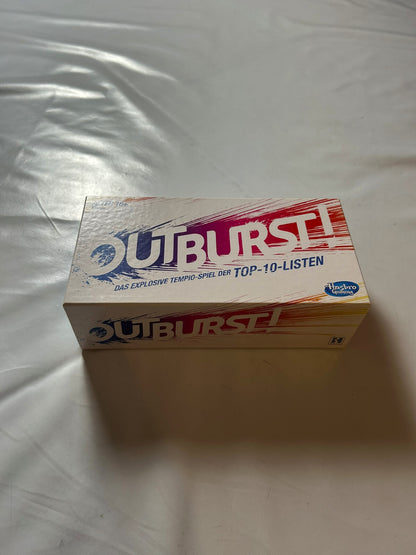 OUTBURST!
DAS EXPLOSIVE TEMPIO-SPIEL DER TOP-10-LISTEN
Hasbro
GAMING
OUTBURST!